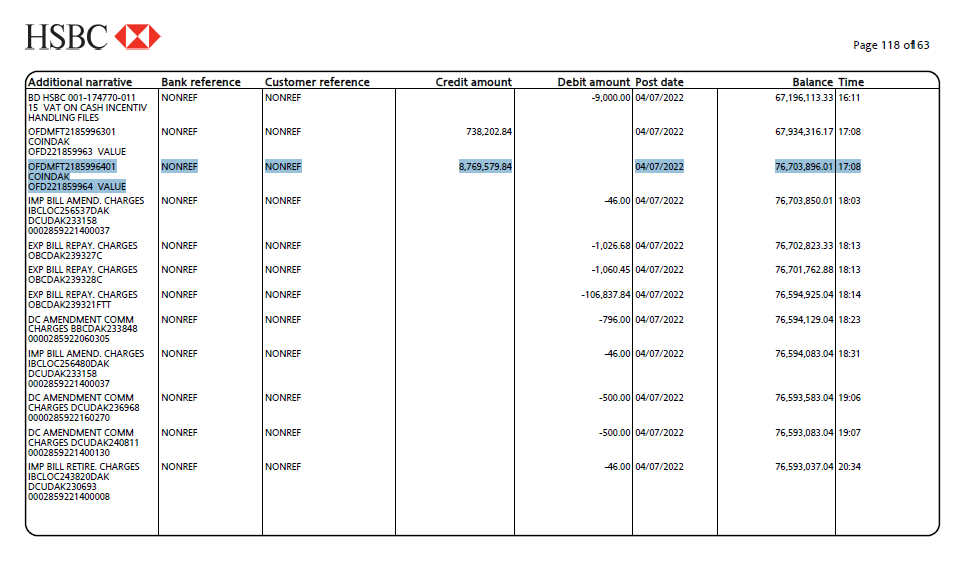 HSBC
Page 118 of 163
Additional narrative Bank reference Customer reference Credit amount Debit amount Post date Balance Time
BD HSBC 001-174770-011 NONREF NONREF -9,000.00 04/07/2022 67,196,113.33 16:11
15 VAT ON CASH INCENTIV
HANDLING FILES
OFDMFT2185996301 NONREF NONREF 738,202.84 04/07/2022 67,934,316.17 17:08
COINDAK
OFD221859963 VALUE
OFDMFT2185996401 NONREF NONREF 8,769,579.84 04/07/2022 76,703,896.01 17:08
COINDAK
OFD221859964 VALUE
IMP BILL AMEND. CHARGES NONREF NONREF -46.00 04/07/2022 76,703,850.01 18:03
IBCLOC256537DAK
DCUDAK233158
0002859221400037
EXP BILL REPAY. CHARGES NONREF NONREF -1,026.68 04/07/2022 76,702,823.33 18:13
OBCDAK239327C
EXP BILL REPAY. CHARGES NONREF NONREF -1,060.45 04/07/2022 76,701,762.88 18:13
OBCDAK239328C
EXP BILL REPAY. CHARGES NONREF NONREF -106,837.84 04/07/2022 76,594,925.04 18:14
OBCDAK239321FTT
DC AMENDMENT COMM NONREF NONREF -796.00 04/07/2022 76,594,129.04 18:23
CHARGES BBCDAK233848
0000285922060305
IMP BILL AMEND. CHARGES NONREF NONREF -46.00 04/07/2022 76,594,083.04 18:31
IBCLOC256480DAK
DCUDAK233158
0002859221400037
DC AMENDMENT COMM NONREF NONREF -500.00 04/07/2022 76,593,583.04 19:06
CHARGES DCUDAK236968
0000285922160270
DC AMENDMENT COMM NONREF NONREF -500.00 04/07/2022 76,593,083.04 19:07
CHARGES DCUDAK240811
0002859221400130
IMP BILL RETIRE. CHARGES NONREF NONREF -46.00 04/07/2022 76,593,037.04 20:34
IBCLOC243820DAK
DCUDAK230693
0002859221400008